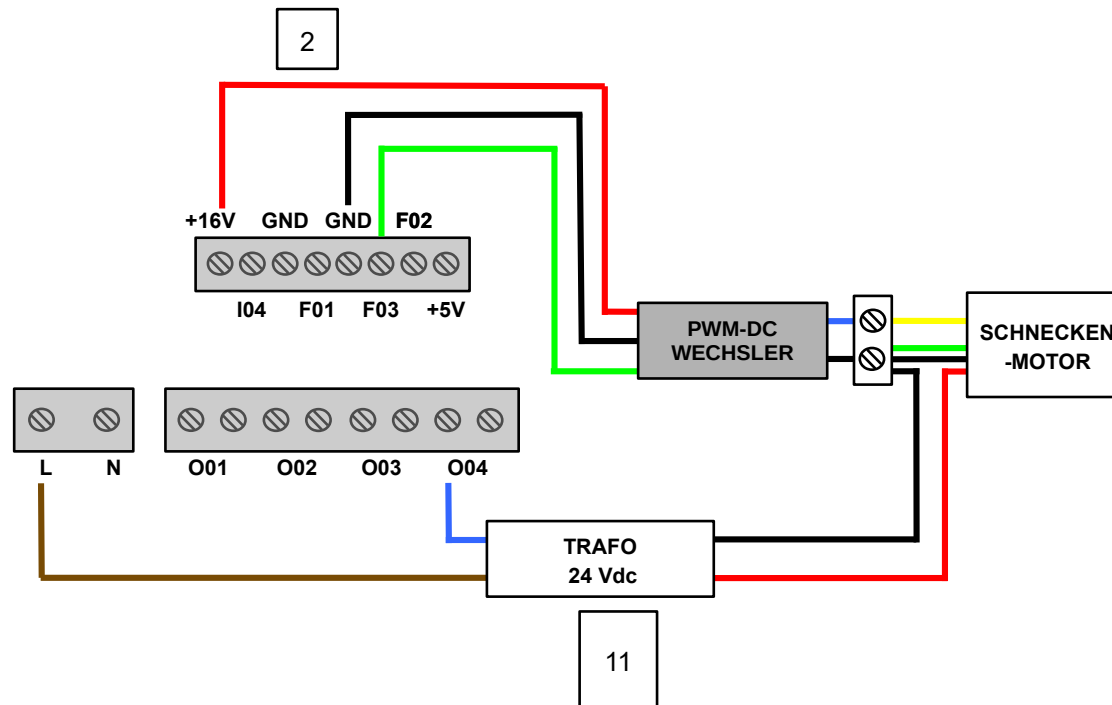 2
+16V GND GND F02
I04 F01 F03 +5V
PWM-DC
WECHSLER
SCHNECKEN
-MOTOR
L N O01 O02 O03 O04
TRAFO
24 Vdc
11